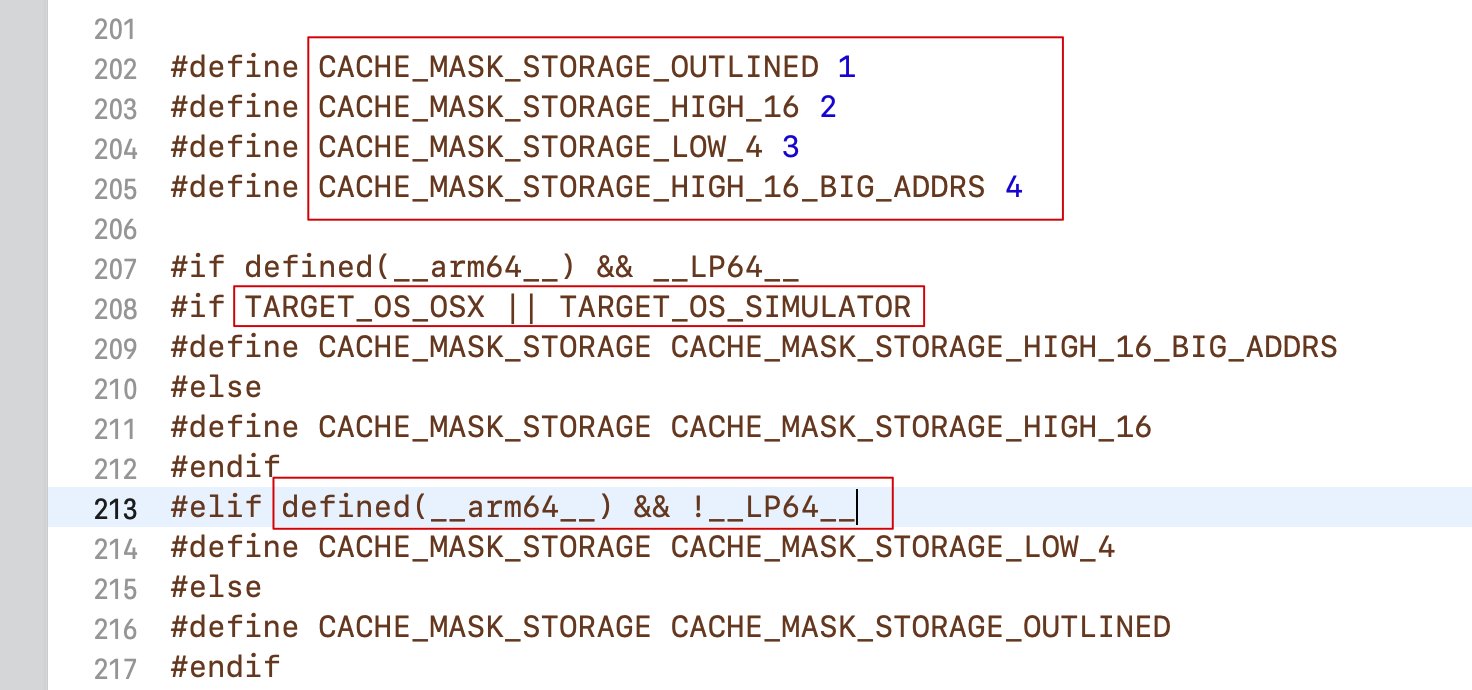 201
202 #define CACHE_MASK_STORAGE_OUTLINED 1
203 #define CACHE_MASK_STORAGE_HIGH_16 2
204 #define CACHE_MASK_STORAGE_LOW_4 3
205 #define CACHE_MASK_STORAGE_HIGH_16_BIG_ADDRS 4
206
207 #if defined(__arm64__) && __LP64__
208 #if TARGET_OS_OSX || TARGET_OS_SIMULATOR
209 #define CACHE_MASK_STORAGE CACHE_MASK_STORAGE_HIGH_16_BIG_ADDRS
210 #else
211 #define CACHE_MASK_STORAGE CACHE_MASK_STORAGE_HIGH_16
212 #endif
213 #elif defined(__arm64__) && !__LP64__
214 #define CACHE_MASK_STORAGE CACHE_MASK_STORAGE_LOW_4
215 #else
216 #define CACHE_MASK_STORAGE CACHE_MASK_STORAGE_OUTLINED
217 #endif